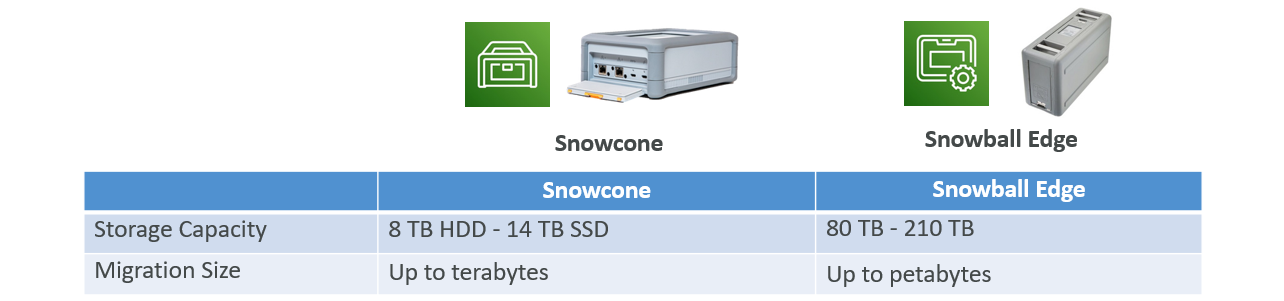 Snowcone
Snowball Edge
Snowcone Snowball Edge
Storage Capacity 8 TB HDD - 14 TB SSD 80 TB - 210 TB
Migration Size Up to terabytes Up to petabytes